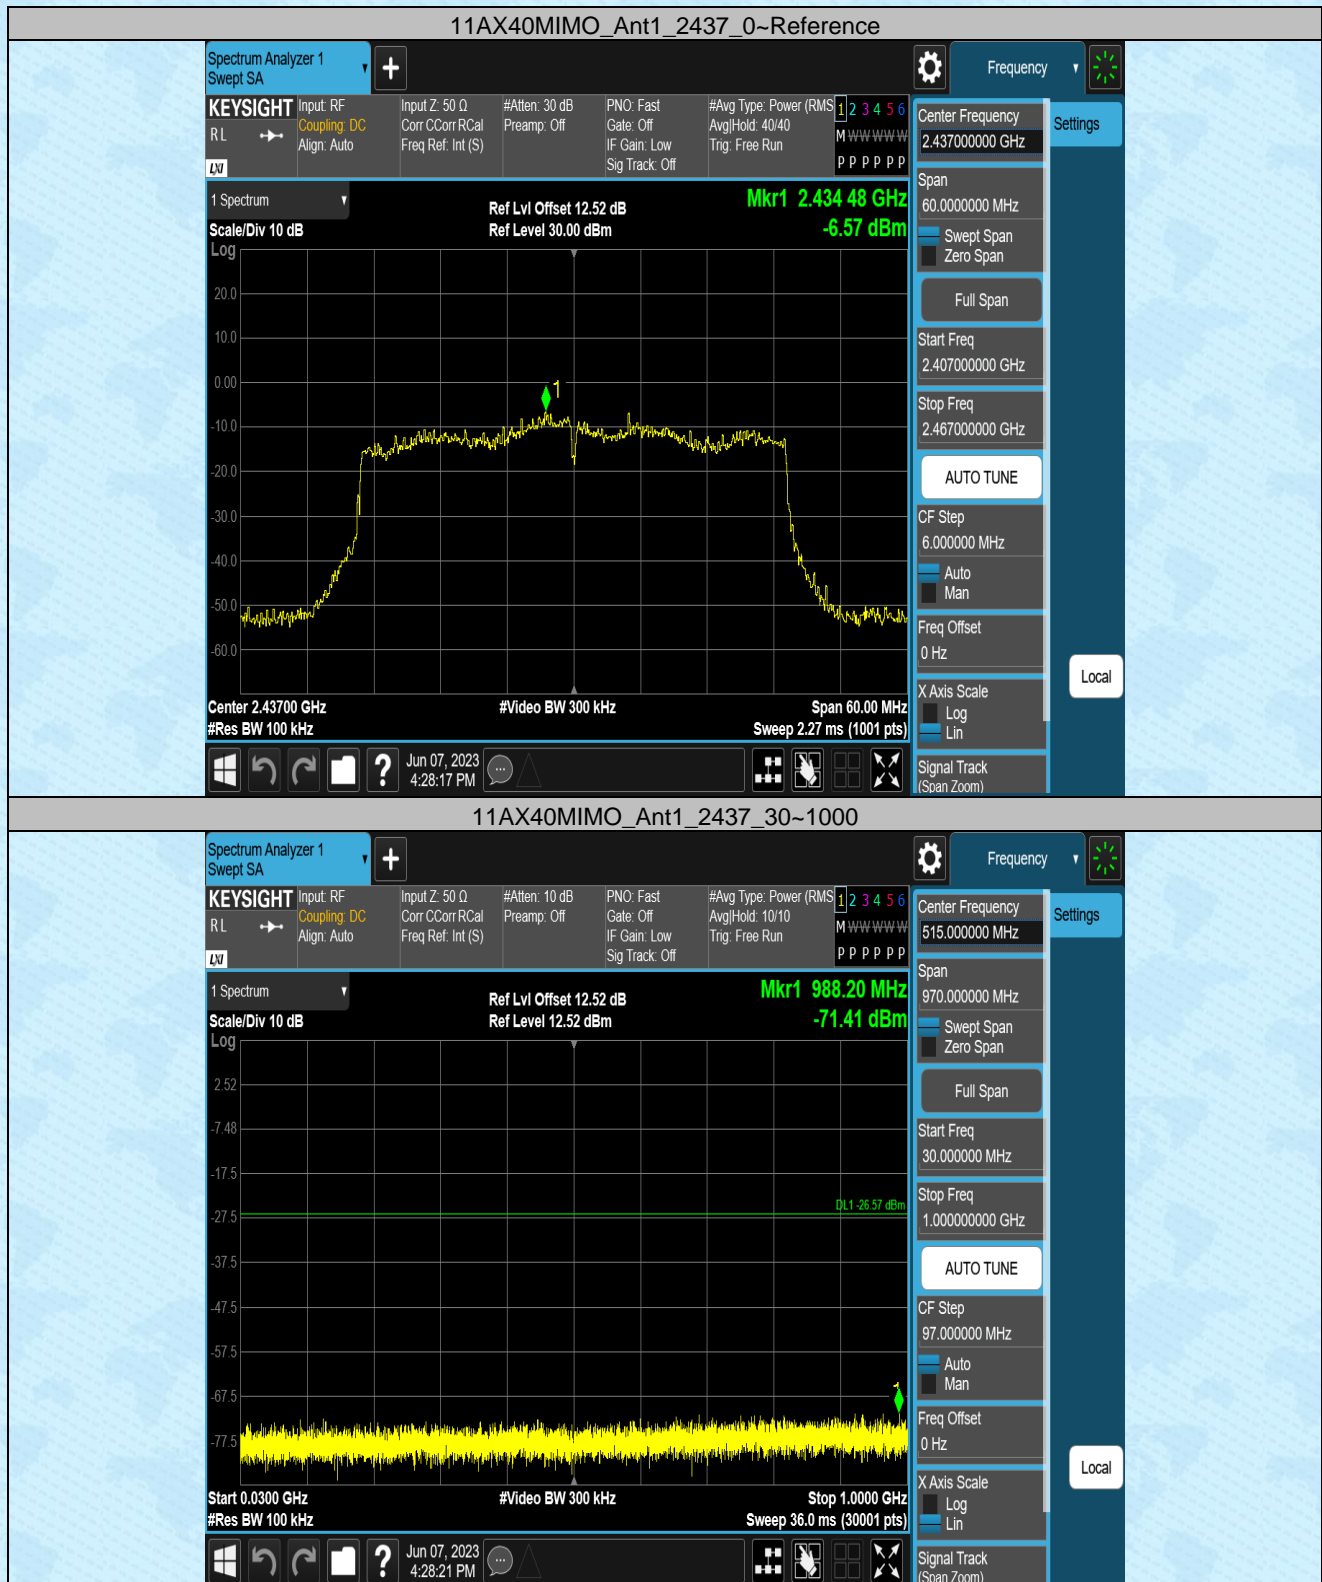 11AX40MIMO_Ant1_2437_0~Reference
Spectrum Analyzer 1
Swept SA
Frequency
KEYSIGHT
RL
LXI
Input: RF
Coupling: DC
Align: Auto
Input Z: 50 Ω
Corr CCorr RCal
Freq Ref: Int (S)
#Atten: 30 dB
Preamp: Off
PNO: Fast
Gate: Off
IF Gain: Low
Sig Track: Off
#Avg Type: Power (RMS
Avg|Hold: 40/40
Trig: Free Run
1 2 3 4 5 6
M W W W W W
P P P P P P
1 Spectrum
Scale/Div 10 dB
Log
Ref Lvl Offset 12.52 dB
Ref Level 30.00 dBm
Mkr1 2.434 48 GHz
-6.57 dBm
20.0
10.0
0.00
-10.0
-20.0
-30.0
-40.0
-50.0
-60.0
1
Center 2.43700 GHz
#Res BW 100 kHz
#Video BW 300 kHz
Span 60.00 MHz
Sweep 2.27 ms (1001 pts)
Center Frequency
2.437000000 GHz
Settings
Span
60.0000000 MHz
Swept Span
Zero Span
Full Span
Start Freq
2.407000000 GHz
Stop Freq
2.467000000 GHz
AUTO TUNE
CF Step
6.000000 MHz
Auto
Man
Freq Offset
0 Hz
X Axis Scale
Log
Lin
Signal Track
(Span Zoom)
Local
?
Jun 07, 2023
4:28:17 PM
11AX40MIMO_Ant1_2437_30~1000
Spectrum Analyzer 1
Swept SA
Frequency
KEYSIGHT
RL
LXI
Input: RF
Coupling: DC
Align: Auto
Input Z: 50 Ω
Corr CCorr RCal
Freq Ref: Int (S)
#Atten: 10 dB
Preamp: Off
PNO: Fast
Gate: Off
IF Gain: Low
Sig Track: Off
#Avg Type: Power (RMS
Avg|Hold: 10/10
Trig: Free Run
1 2 3 4 5 6
M W W W W W
P P P P P P
1 Spectrum
Scale/Div 10 dB
Log
Ref Lvl Offset 12.52 dB
Ref Level 12.52 dBm
Mkr1 988.20 MHz
-71.41 dBm
2.52
-7.48
-17.5
-27.5
-37.5
-47.5
-57.5
-67.5
-77.5
DL1 -26.57 dBm
1
Start 0.0300 GHz
#Res BW 100 kHz
#Video BW 300 kHz
Stop 1.0000 GHz
Sweep 36.0 ms (30001 pts)
Center Frequency
515.000000 MHz
Settings
Span
970.000000 MHz
Swept Span
Zero Span
Full Span
Start Freq
30.000000 MHz
Stop Freq
1.000000000 GHz
AUTO TUNE
CF Step
97.000000 MHz
Auto
Man
Freq Offset
0 Hz
X Axis Scale
Log
Lin
Signal Track
(Span Zoom)
Local
?
Jun 07, 2023
4:28:21 PM